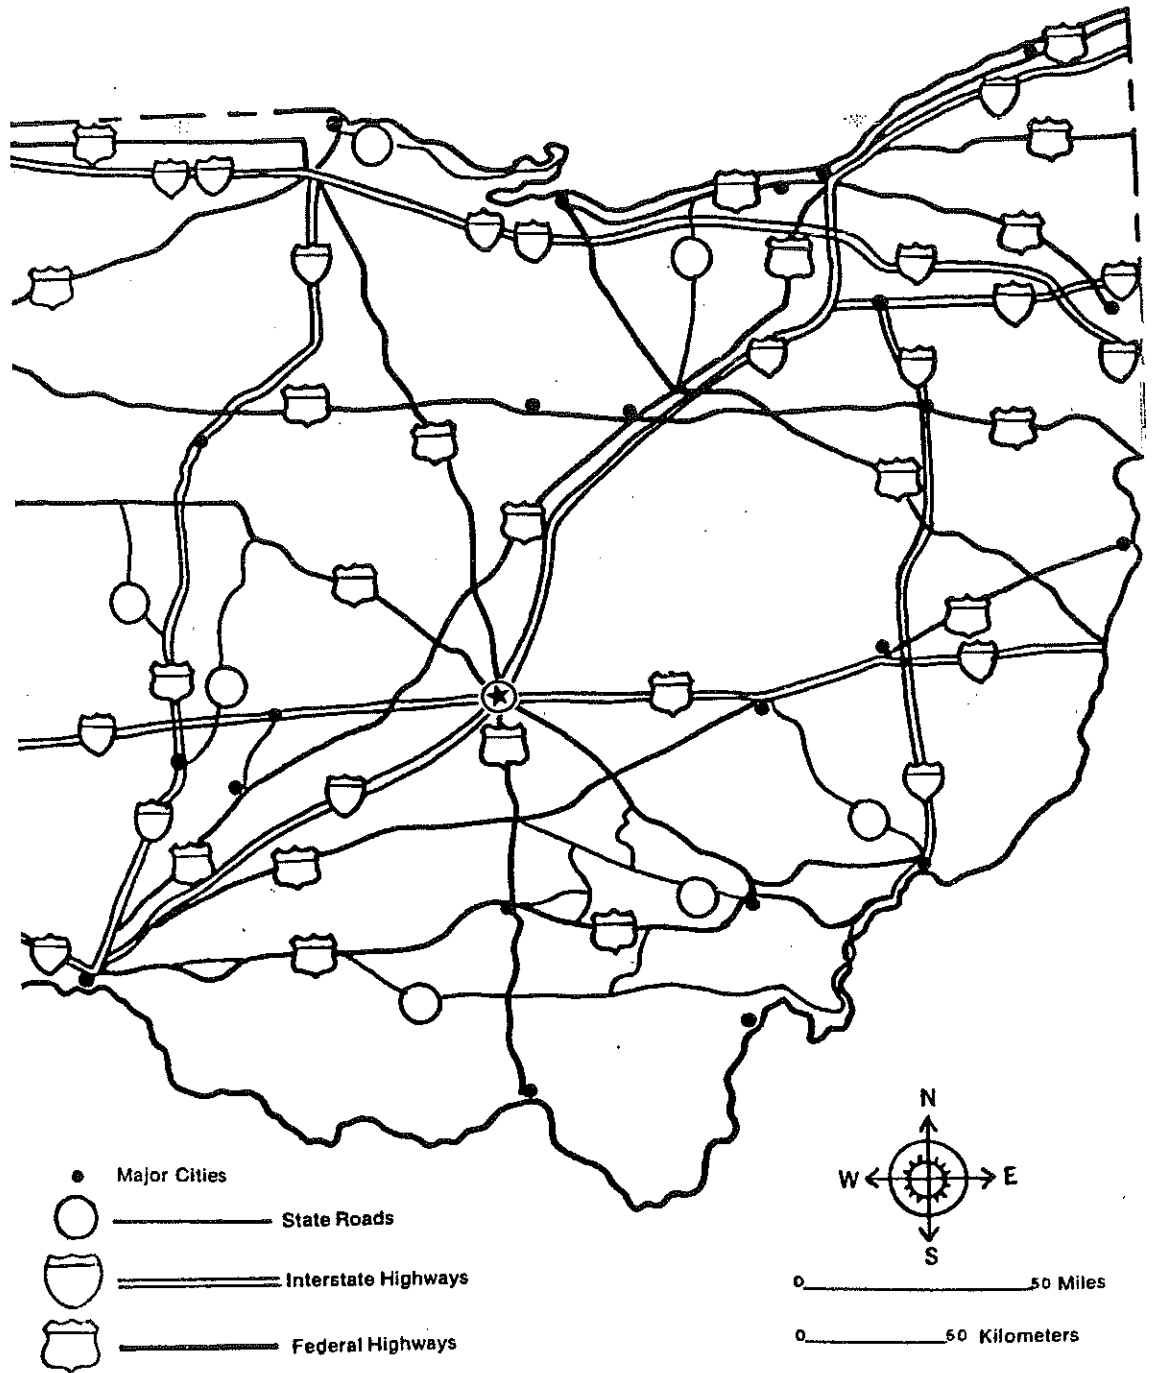 N
W E
S
Major Cities
State Roads
Interstate Highways
Federal Highways
0 50 Miles
0 50 Kilometers